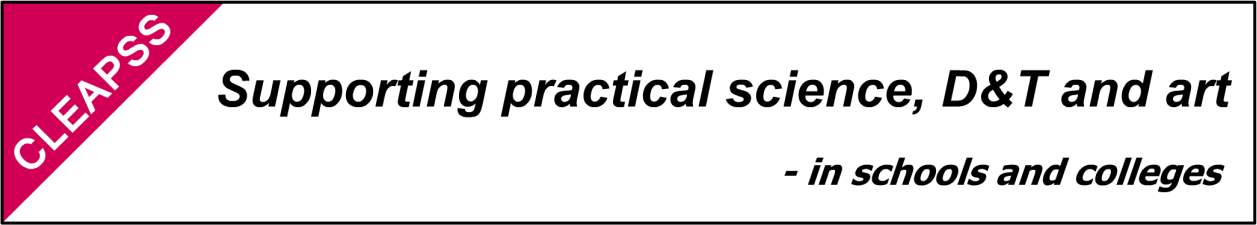 CLEAPSS
Supporting practical science, D&T and art
- in schools and colleges